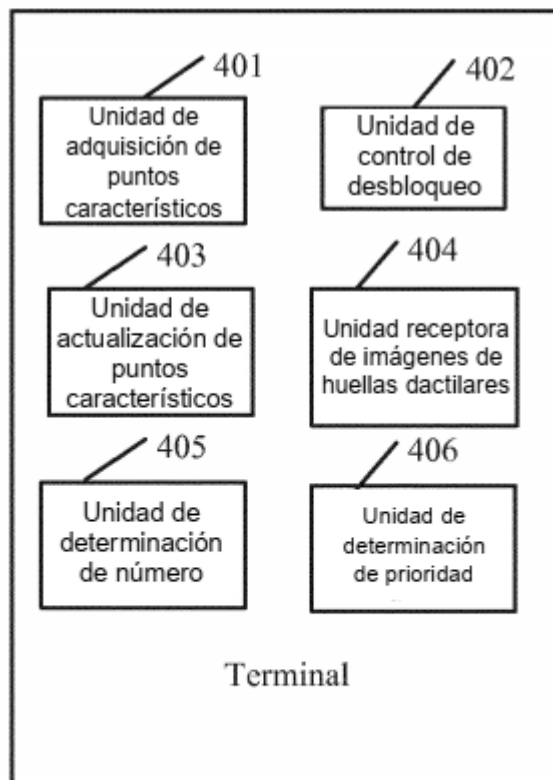 401
402
Unidad de
adquisición de
puntos
característicos
Unidad de
control de
desbloqueo
403
404
Unidad de
actualización de
puntos
característicos
Unidad receptora
de imágenes de
huellas dactilares
405
406
Unidad de
determinación
de número
Unidad de
determinación
de prioridad
Terminal